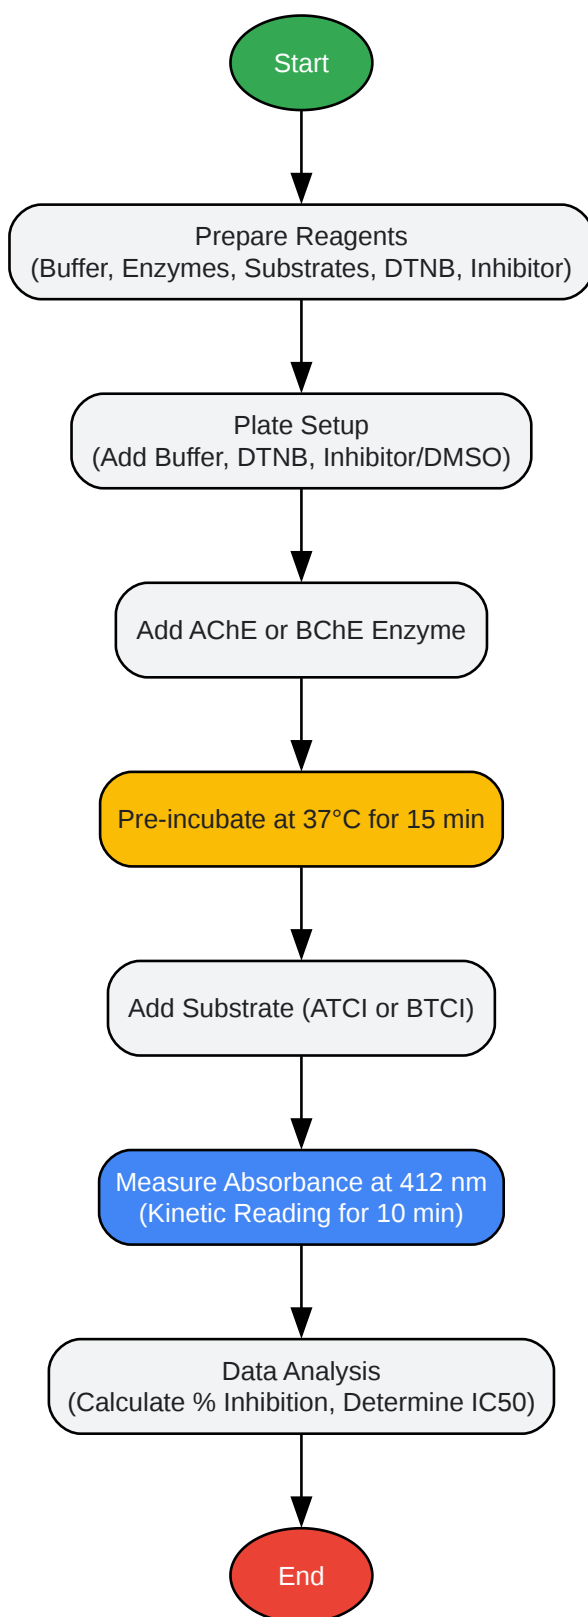 Start
Prepare Reagents
(Buffer, Enzymes, Substrates, DTNB, Inhibitor)
Plate Setup
(Add Buffer, DTNB, Inhibitor/DMSO)
Add AChE or BChE Enzyme
Pre-incubate at 37°C for 15 min
Add Substrate (ATCI or BTCI)
Measure Absorbance at 412 nm
(Kinetic Reading for 10 min)
Data Analysis
(Calculate % Inhibition, Determine IC50)
End